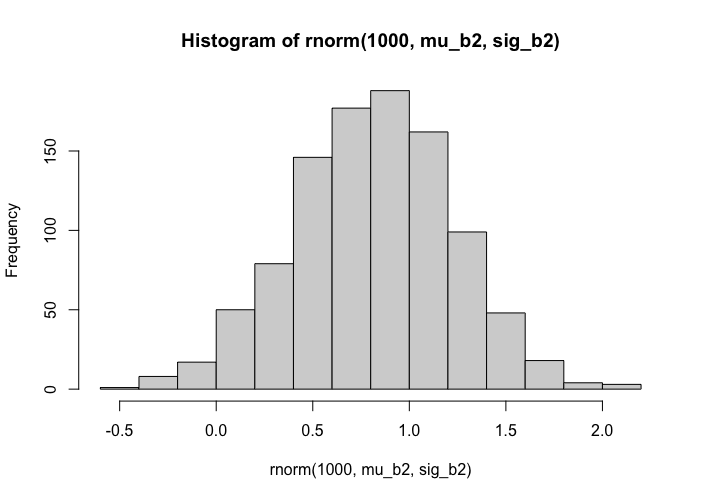 Histogram of rnorm(1000, mu_b2, sig_b2)
Frequency
150
100
50
0
-0.5 0.0 0.5 1.0 1.5 2.0
rnorm(1000, mu_b2, sig_b2)